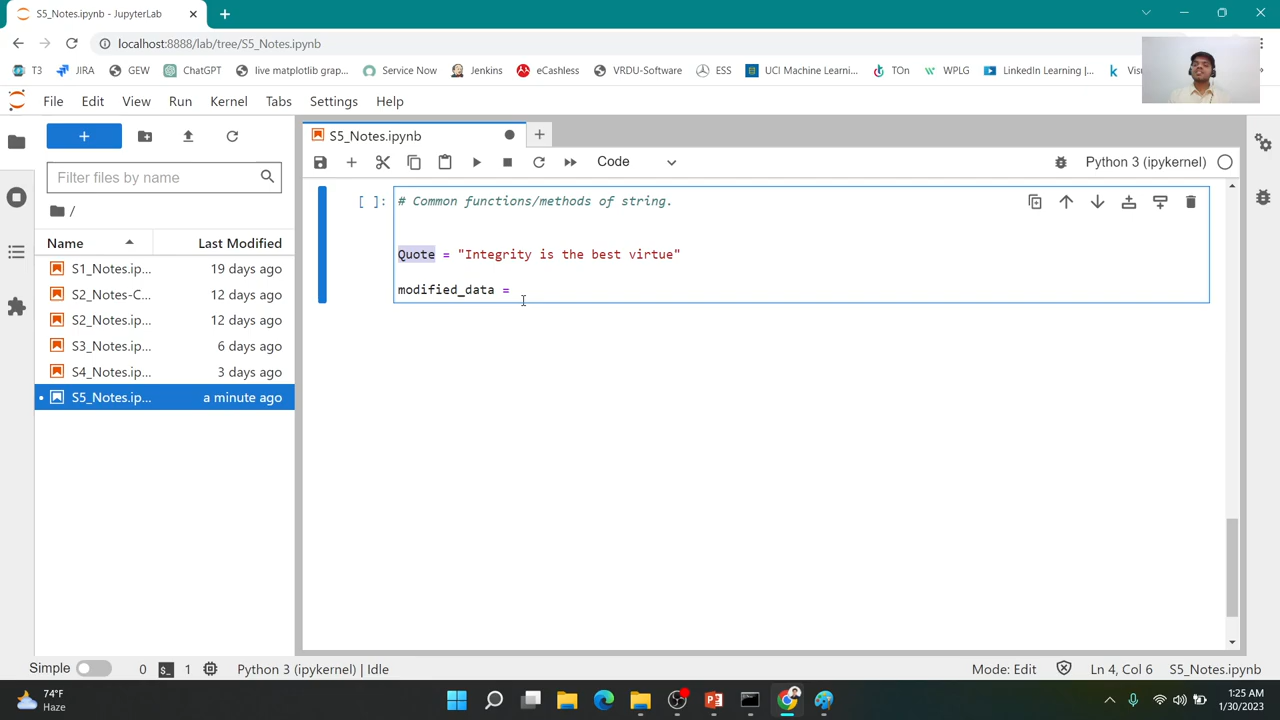 S5_Notes.ipynb - JupyterLab
localhost:8888/lab/tree/S5_Notes.ipynb
T3 JIRA GEW ChatGPT live matplotlib grap... Service Now Jenkins eCashless VRDU-Software ESS UCI Machine Learni... TOn WPLG LinkedIn Learning |...
File Edit View Run Kernel Tabs Settings Help
S5_Notes.ipynb
Filter files by name
Code
Python 3 (ipykernel)
/
Name Last Modified
S1_Notes.ip... 19 days ago
S2_Notes-C... 12 days ago
S2_Notes.ip... 12 days ago
S3_Notes.ip... 6 days ago
S4_Notes.ip... 3 days ago
S5_Notes.ip... a minute ago
[ ]: # Common functions/methods of string.
Quote = "Integrity is the best virtue"
modified_data =
Simple 0 1 Python 3 (ipykernel) | Idle Mode: Edit Ln 4, Col 6 S5_Notes.ipynb
74°F
Haze
1:25 AM
1/30/2023